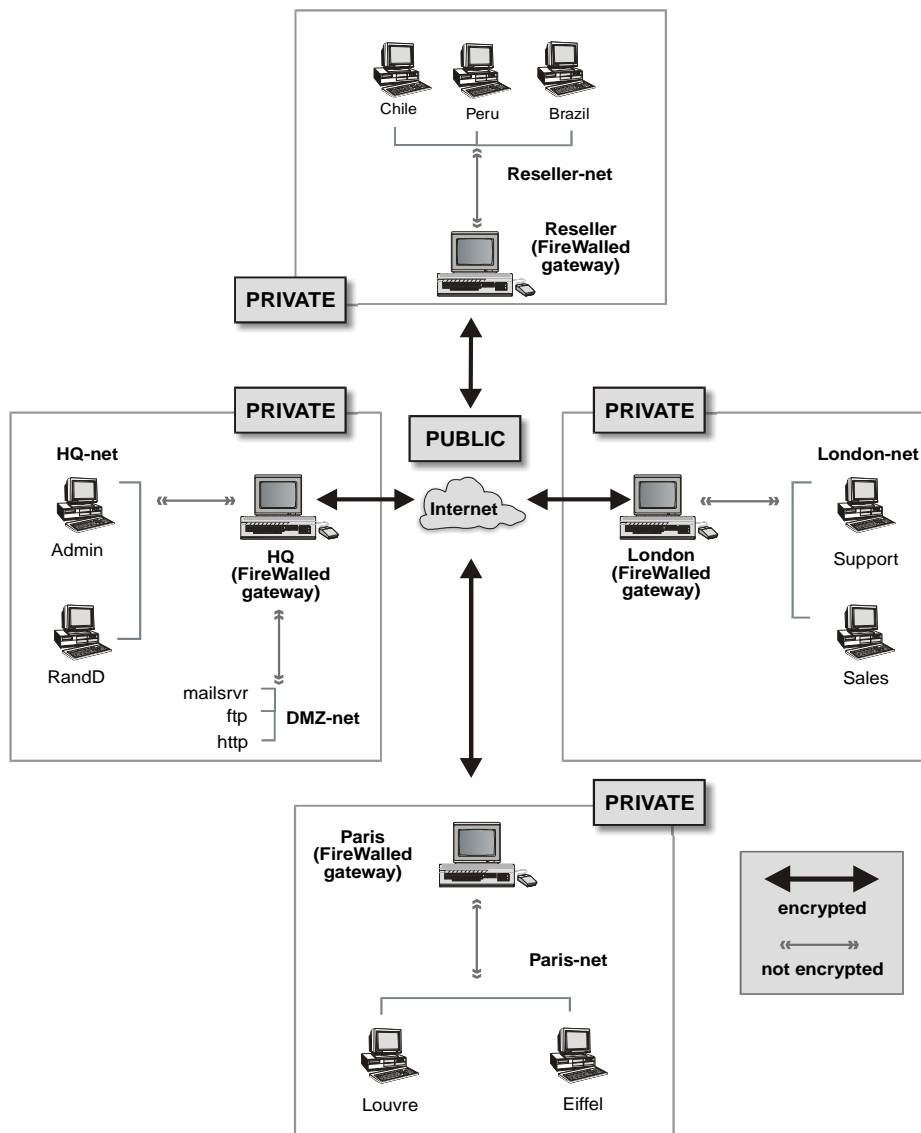 Chile
Peru
Brazil
Reseller-net
Reseller
(FireWalled
gateway)
PRIVATE
PRIVATE
HQ-net
Admin
RandD
HQ
(FireWalled
gateway)
mailsrvr
ftp
http
DMZ-net
PUBLIC
Internet
PRIVATE
London-net
London
(FireWalled
gateway)
Support
Sales
PRIVATE
Paris
(FireWalled
gateway)
Paris-net
Louvre
Eiffel
encrypted
not encrypted